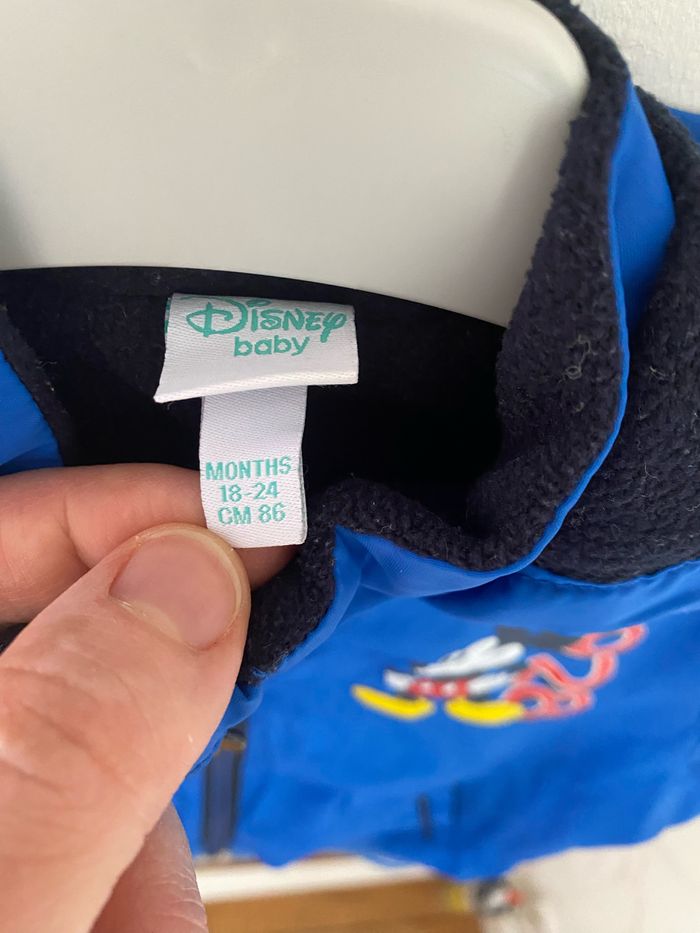 Disney
baby
MONTHS
18-24
CM 86